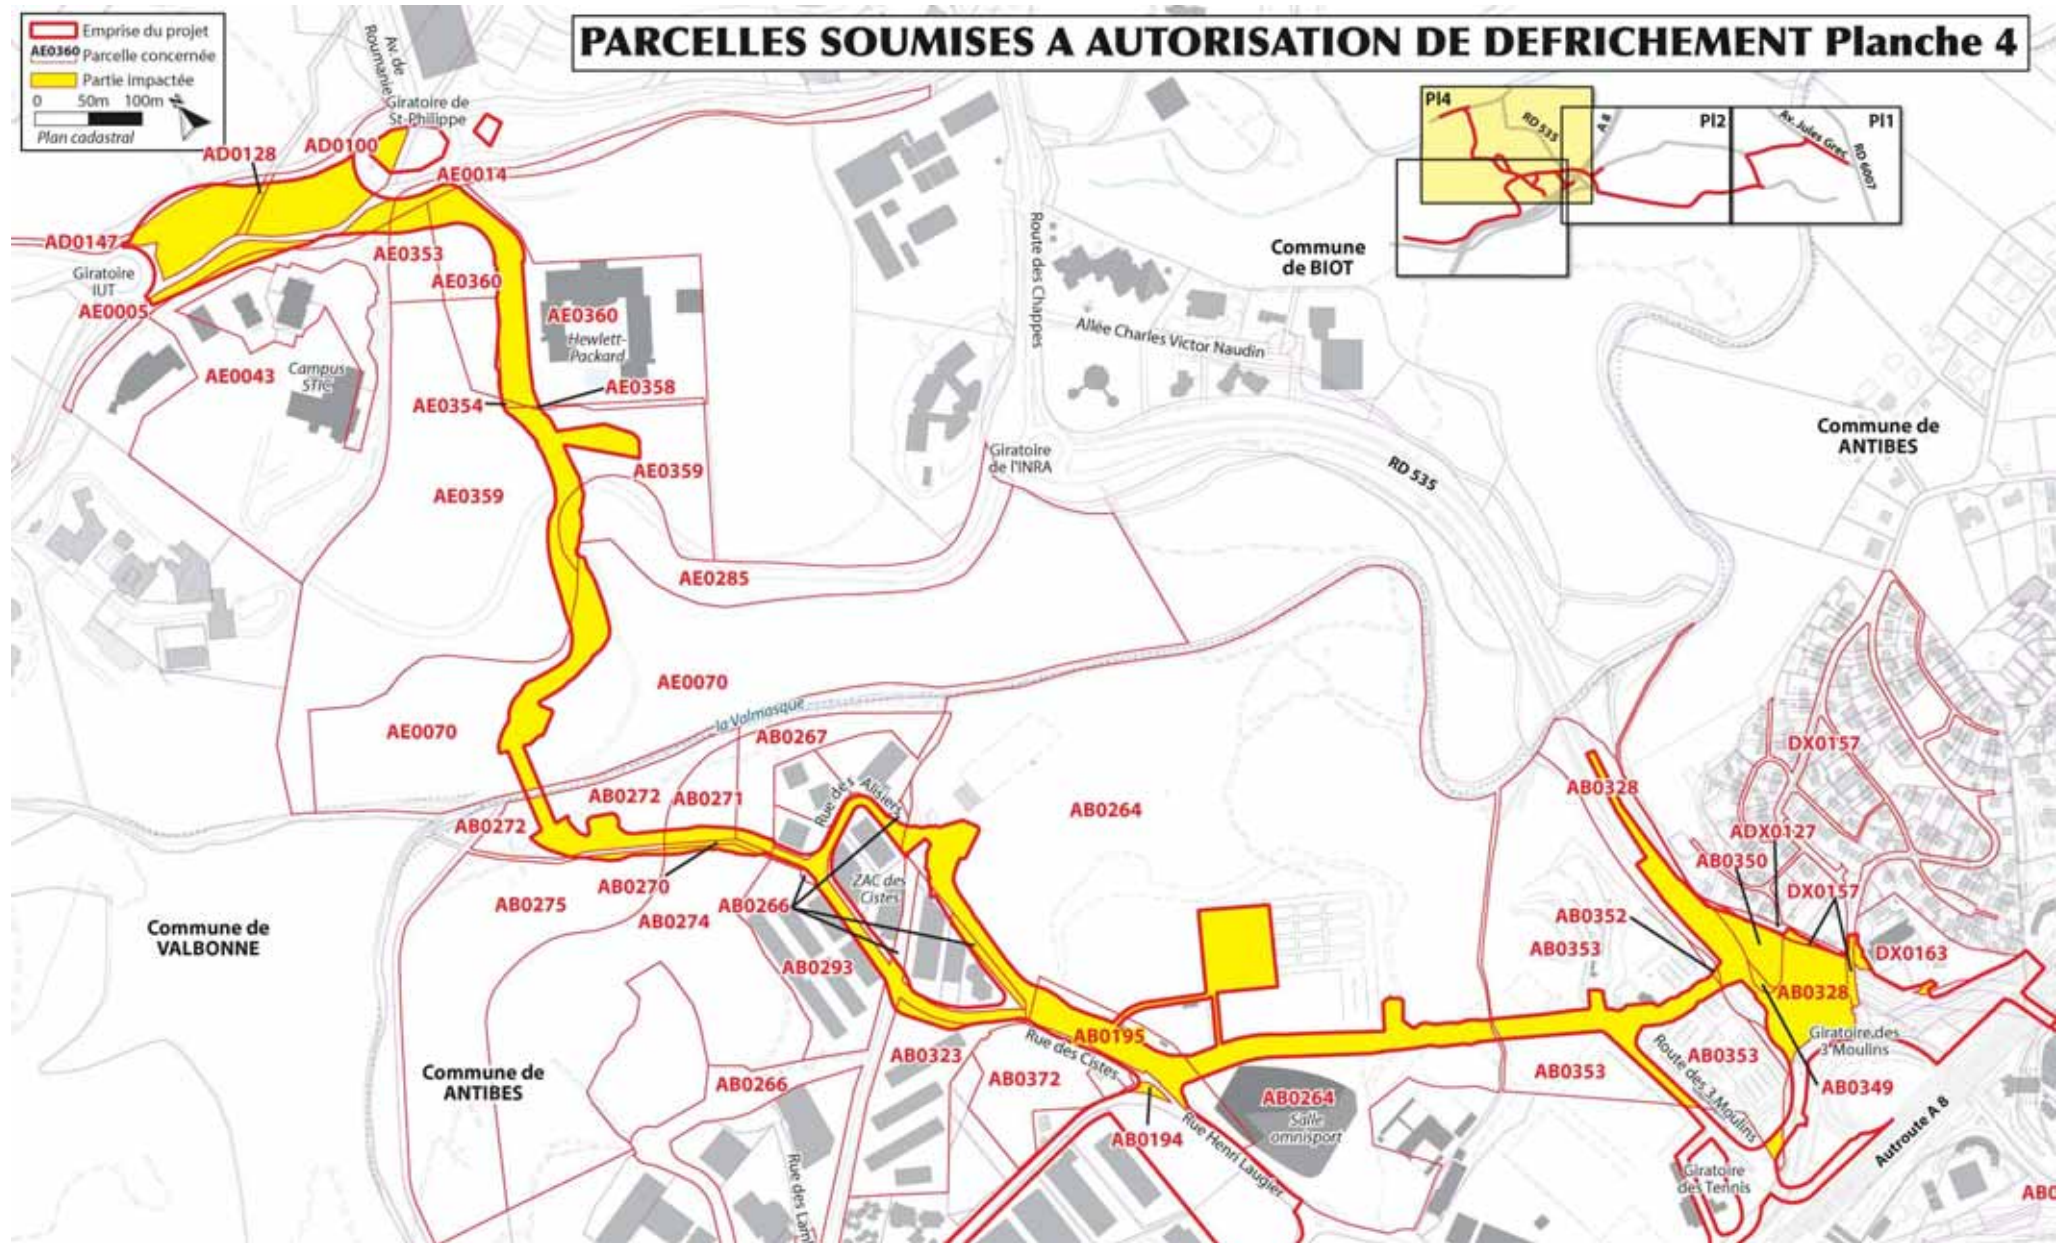 PARCELLES SOUMISES A AUTORISATION DE DEFRICHEMENT Planche 4
Emprise du projet
AE0360 Parcelle concernée
Partie impactée
0 50m 100m N
Plan cadastral
Av. de
Roumanie
Giratoire de
St-Philippe
Pl4
RD 535
A 8
Pl2
Av. Jules Grec
RD 6007
Pl1
AD0128
AD0100
AE0014
AD0147
Giratoire
IUT
AE0005
AE0353
AE0360
AE0360
Hewlett-
Packard
AE0043
Campus
STIC
AE0354
AE0358
AE0359
AE0359
Route des Chappes
Commune
de BIOT
Allée Charles Victor Naudin
Giratoire
de l'INRA
RD 535
Commune de
ANTIBES
AE0285
AE0070
AE0070
la Valmasque
AB0267
AB0272
AB0271
AB0272
Rue des Alisiers
AB0264
AB0328
DX0157
ADX0127
AB0350
DX0157
AB0270
AB0275
AB0274
AB0266
ZAC des
Cistes
AB0352
AB0353
DX0163
Commune de
VALBONNE
AB0293
AB0328
AB0195
Rue des Cistes
Giratoire des
3 Moulins
AB0323
AB0372
AB0353
AB0353
Route des 3 Moulins
AB0349
Commune de
ANTIBES
AB0266
AB0264
Salle
omnisport
AB0194
Rue Henri Laugier
Autroute A 8
Giratoire
des Tennis
Rue des Lam
AB0